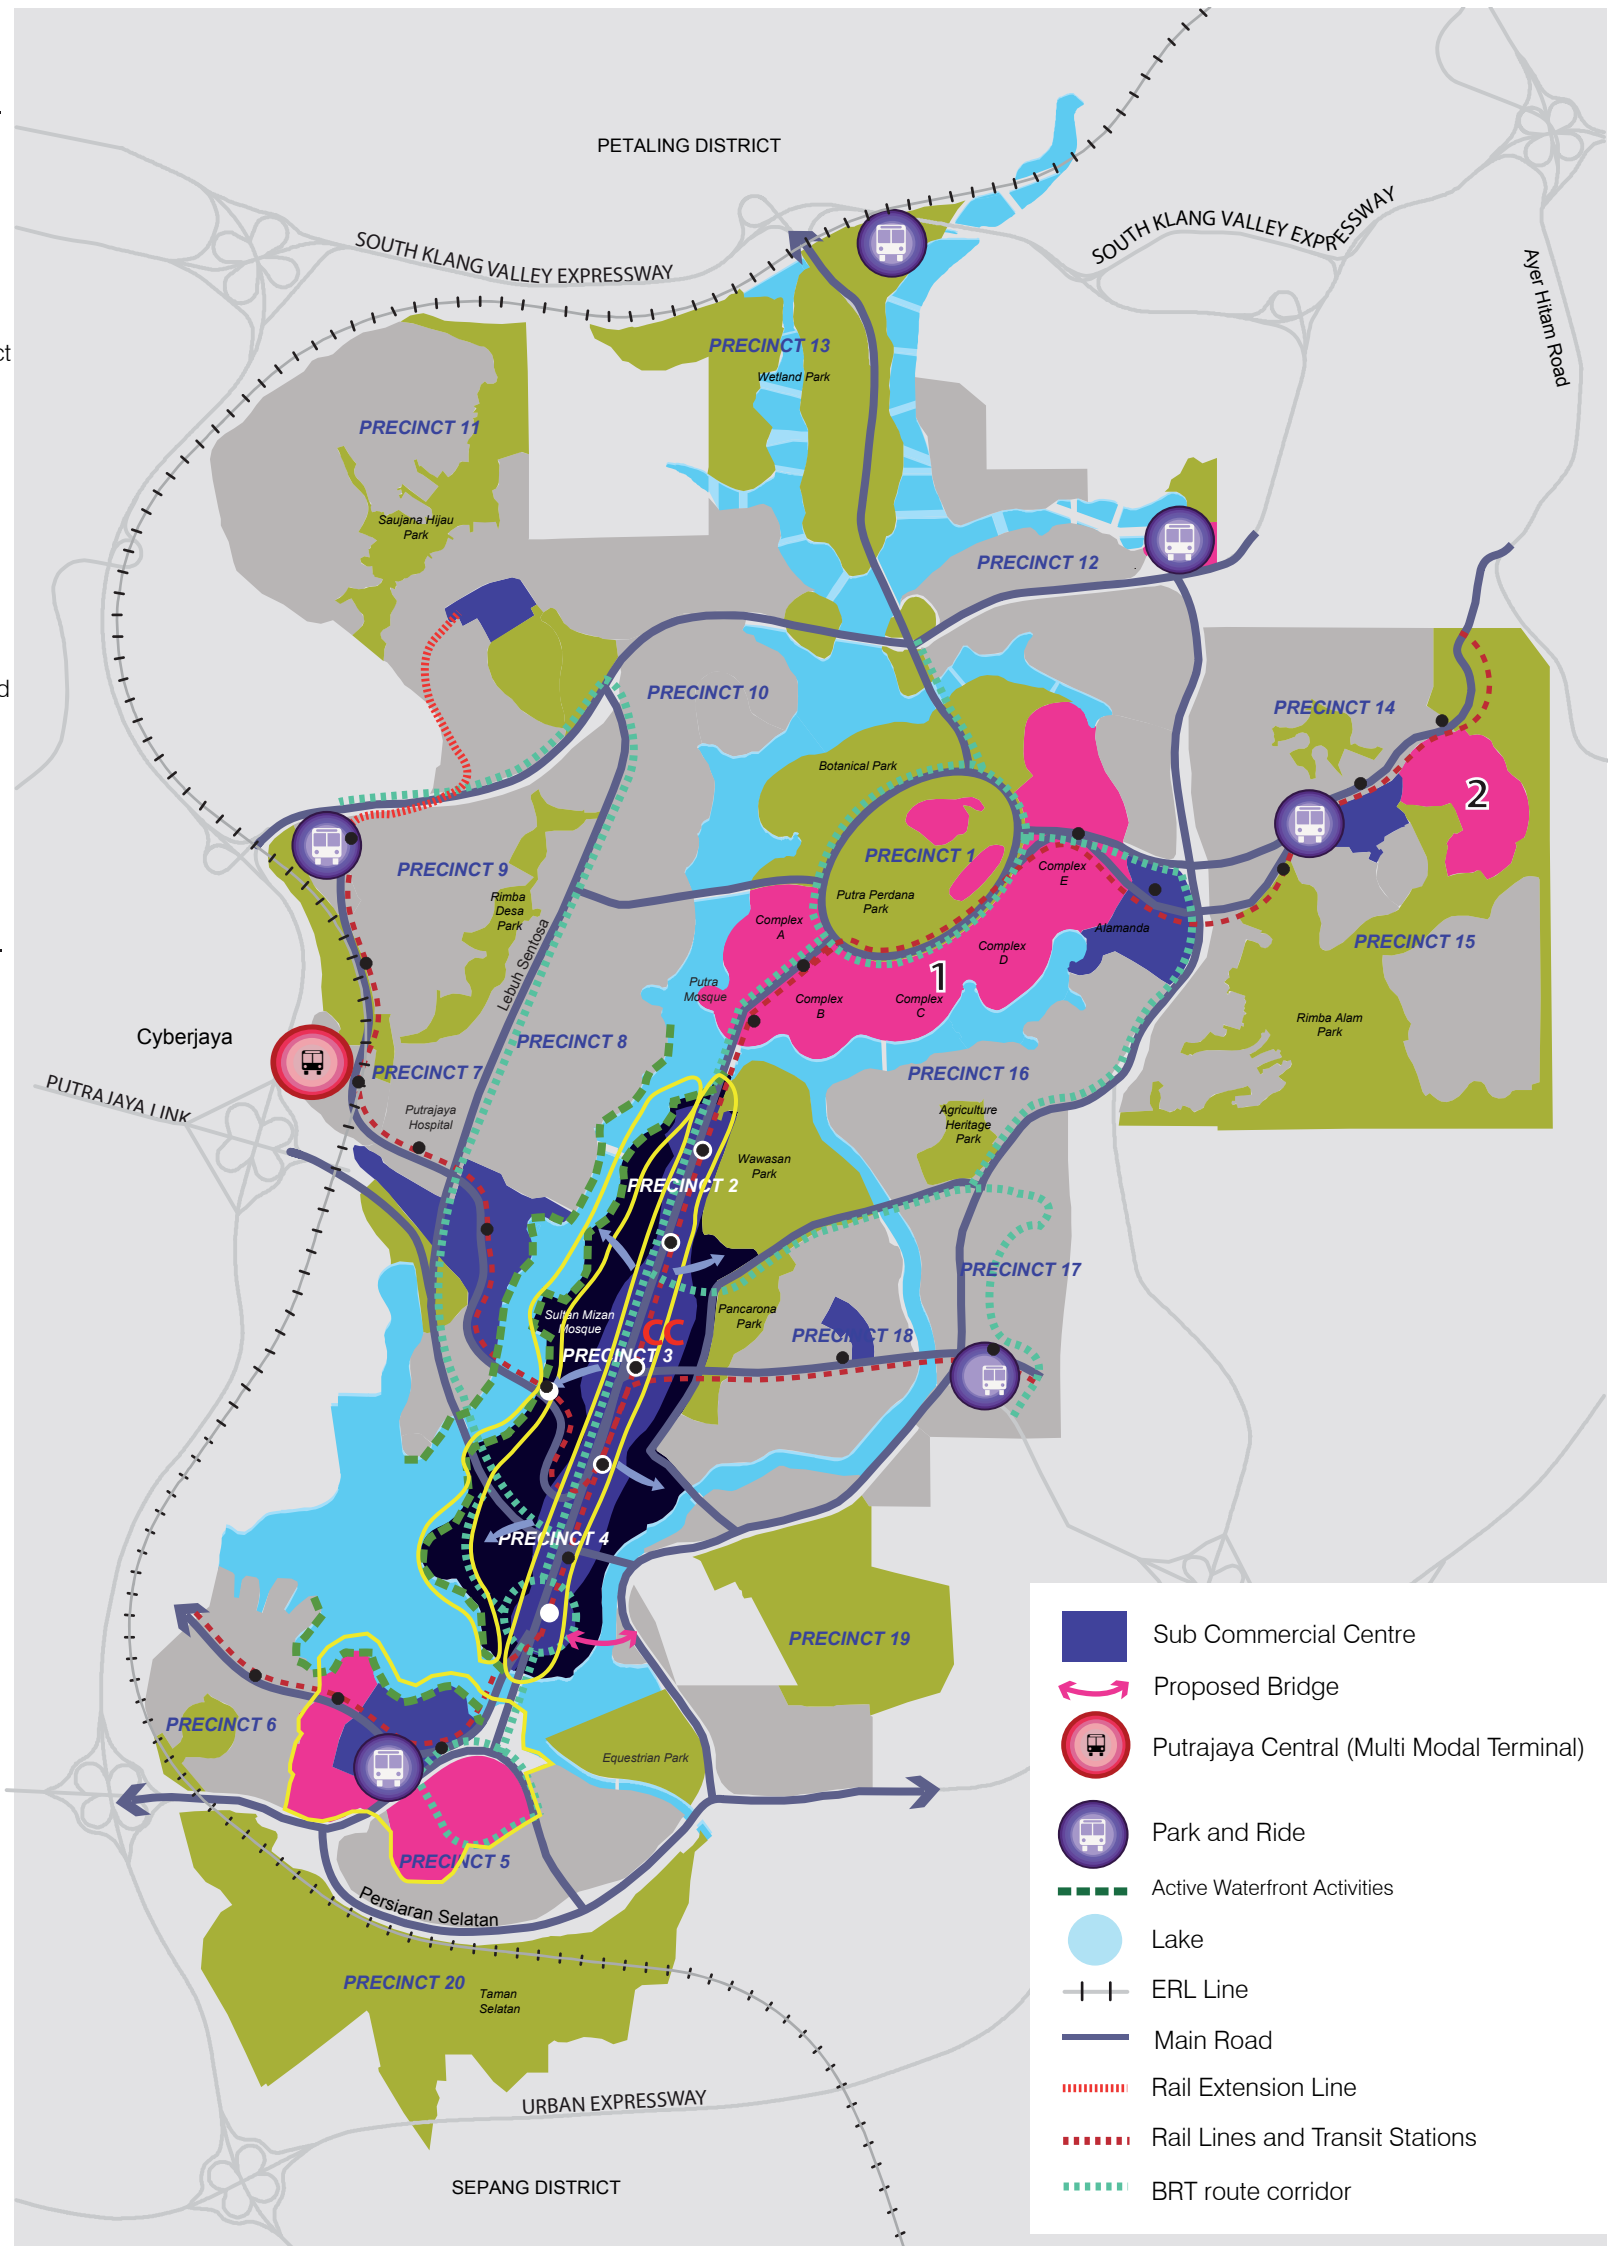 PETALING DISTRICT
SOUTH KLANG VALLEY EXPRESSWAY
SOUTH KLANG VALLEY EXPRESSWAY
Ayer Hitam Road
ct
PRECINCT 13
Wetland Park
PRECINCT 11
Saujana Hijau
Park
PRECINCT 12
d
PRECINCT 10
PRECINCT 14
Botanical Park
2
PRECINCT 1
PRECINCT 9
Complex
E
Rimba
Desa
Park
Putra Perdana
Park
Complex
A
Alamanda
Lebuh Sentosa
Complex
D
PRECINCT 15
1
Putra
Mosque
Complex
B
Complex
C
Rimba Alam
Park
Cyberjaya
PRECINCT 8
PRECINCT 7
PRECINCT 16
PUTRAJAYA LINK
Putrajaya
Hospital
Agriculture
Heritage
Park
Wawasan
Park
PRECINCT 2
PRECINCT 17
Sultan Mizan
Mosque
Pancarona
Park
CC
PRECINCT 18
PRECINCT 3
PRECINCT 4
PRECINCT 19
PRECINCT 6
Equestrian Park
PRECINCT 5
Persiaran Selatan
PRECINCT 20
Taman
Selatan
URBAN EXPRESSWAY
SEPANG DISTRICT
Sub Commercial Centre
Proposed Bridge
Putrajaya Central (Multi Modal Terminal)
Park and Ride
Active Waterfront Activities
Lake
ERL Line
Main Road
Rail Extension Line
Rail Lines and Transit Stations
BRT route corridor